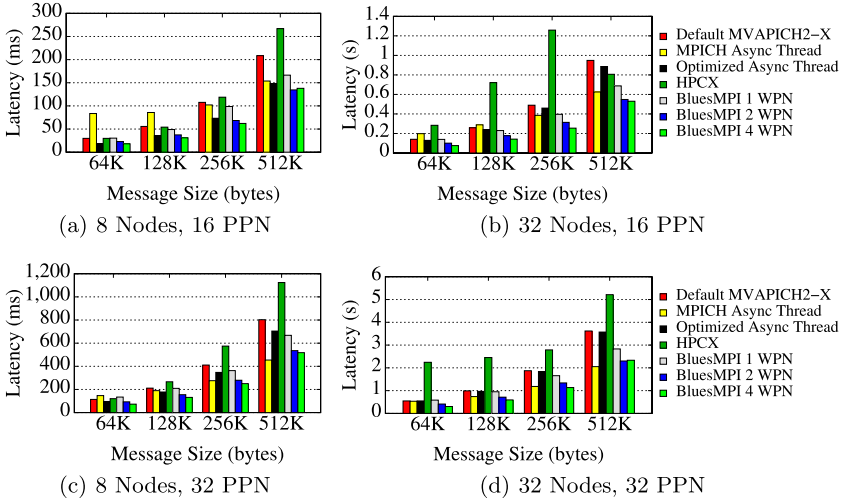 300
250
200
150
100
50
0
Latency (ms)
64K 128K 256K 512K
Message Size (bytes)
(a) 8 Nodes, 16 PPN
1.4
1.2
1
0.8
0.6
0.4
0.2
0
Latency (s)
64K 128K 256K 512K
Message Size (bytes)
(b) 32 Nodes, 16 PPN
Default MVAPICH2−X
MPICH Async Thread
Optimized Async Thread
HPCX
BluesMPI 1 WPN
BluesMPI 2 WPN
BluesMPI 4 WPN
1,200
1,000
800
600
400
200
0
Latency (ms)
64K 128K 256K 512K
Message Size (bytes)
(c) 8 Nodes, 32 PPN
6
5
4
3
2
1
0
Latency (s)
64K 128K 256K 512K
Message Size (bytes)
(d) 32 Nodes, 32 PPN
Default MVAPICH2−X
MPICH Async Thread
Optimized Async Thread
HPCX
BluesMPI 1 WPN
BluesMPI 2 WPN
BluesMPI 4 WPN